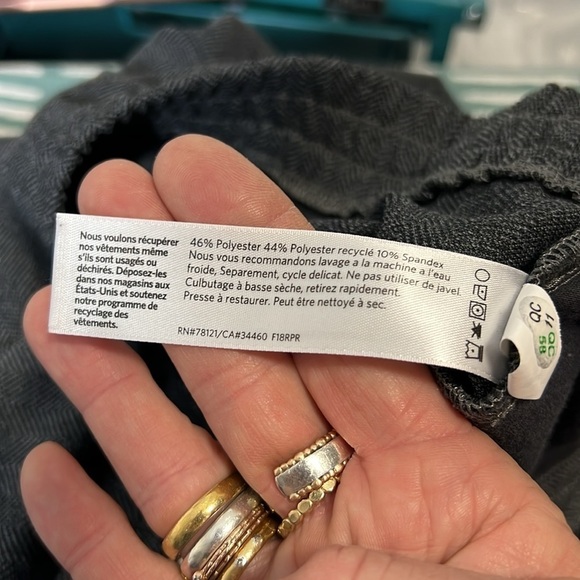 Nous voulons récupérer
nos vêtements même
s'ils sont usagés ou
déchirés. Déposez-les
dans nos magasins aux
États-Unis et soutenez
notre programme de
recyclage des
vêtements.
46% Polyester 44% Polyester recyclé 10% Spandex
Nous vous recommandons lavage a la machine a l'eau
froide, Separement, cycle delicat. Ne pas utiliser de javel.
Culbutage à basse sèche, retirez rapidement.
Presse à restaurer. Peut être nettoyé à sec.
RN#78121/CA#34460 F18RPR
QC
58